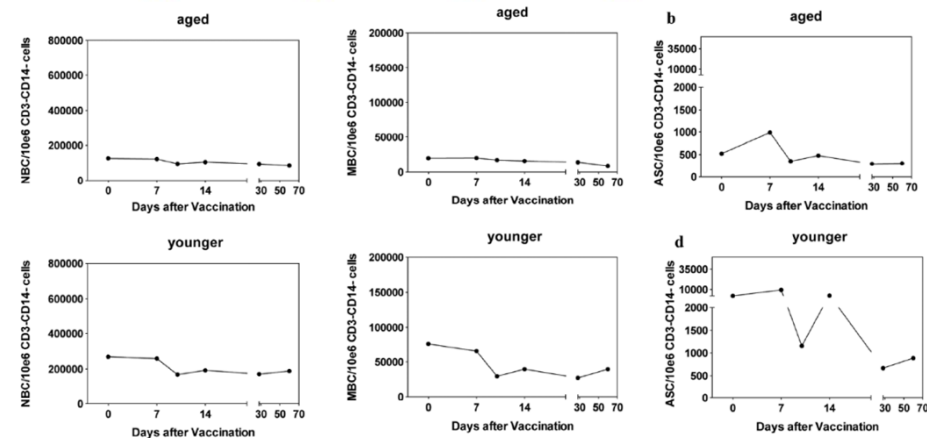 aged
NBC/10e6 CD3-CD14- cells
800000
600000
400000
200000
0
0 7 14 30 50 70
Days after Vaccination
aged
MBC/10e6 CD3-CD14- cells
200000
150000
100000
50000
0
0 7 14 30 50 70
Days after Vaccination
b
aged
ASC/10e6 CD3-CD14- cells
35000
10000
2000
1500
1000
500
0
0 7 14 30 50 70
Days after Vaccination
younger
NBC/10e6 CD3-CD14- cells
800000
600000
400000
200000
0
0 7 14 30 50 70
Days after Vaccination
younger
MBC/10e6 CD3-CD14- cells
200000
150000
100000
50000
0
0 7 14 30 50 70
Days after Vaccination
d
younger
ASC/10e6 CD3-CD14- cells
35000
10000
2000
1500
1000
500
0
0 7 14 30 50 70
Days after Vaccination